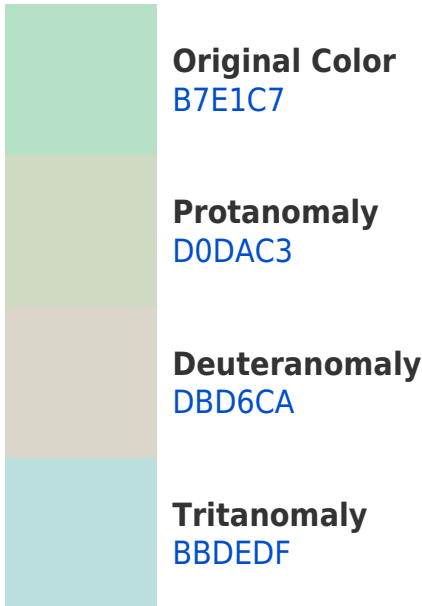 Original Color
B7E1C7
Protanomaly
D0DAC3
Deuteranomaly
DBD6CA
Tritanomaly
BBDEDF